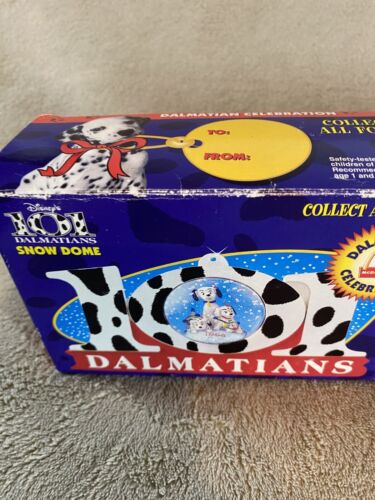 DALMATIAN CELEBRATION
COLLE
ALL FO
TO:
FROM:
Safety-teste
children of
Recommen
age 1 and
Disney's
101
DALMATIANS
SNOW DOME
COLLECT A
DAL
CELEBR
101
DALMATIANS